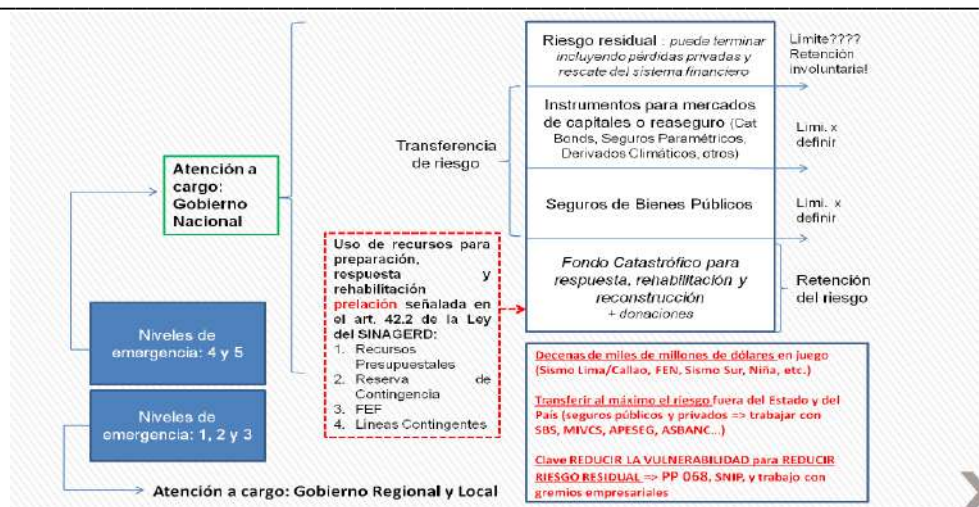 Riesgo residual : puede terminar
incluyendo pérdidas privadas y
rescate del sistema financiero
Limite????
Retención
involuntaria!
Instrumentos para mercados
de capitales o reaseguro (Cat
Bonds, Seguros Paramétricos,
Derivados Climáticos, otros)
Limi. x
definir
Transferencia
de riesgo
Seguros de Bienes Públicos
Limi. x
definir
Atención a
cargo:
Gobierno
Nacional
Uso de recursos para
preparación,
respuesta y
rehabilitación
prelación señalada en
el art. 42.2 de la Ley
del SINAGERD:
1. Recursos
Presupuestales
2. Reserva de
Contingencia
3. FEF
4. Lineas Contingentes
Fondo Catastrófico para
respuesta, rehabilitación y
reconstrucción
+ donaciones
Retención
del riesgo
Niveles de
emergencia: 4 y 5
Niveles de
emergencia: 1, 2 y 3
Atención a cargo: Gobierno Regional y Local
Decenas de miles de millones de dólares en juego
(Sismo Lima/Callao, FEN, Sismo Sur, Niña, etc.)
Transferir al máximo el riesgo fuera del Estado y del
País (seguros públicos y privados => trabajar con
SBS, MIVCS, APESEG, ASBANC...)
Clave REDUCIR LA VULNERABILIDAD para REDUCIR
RIESGO RESIDUAL => PP 068, SNIP, y trabajo con
gremios empresariales